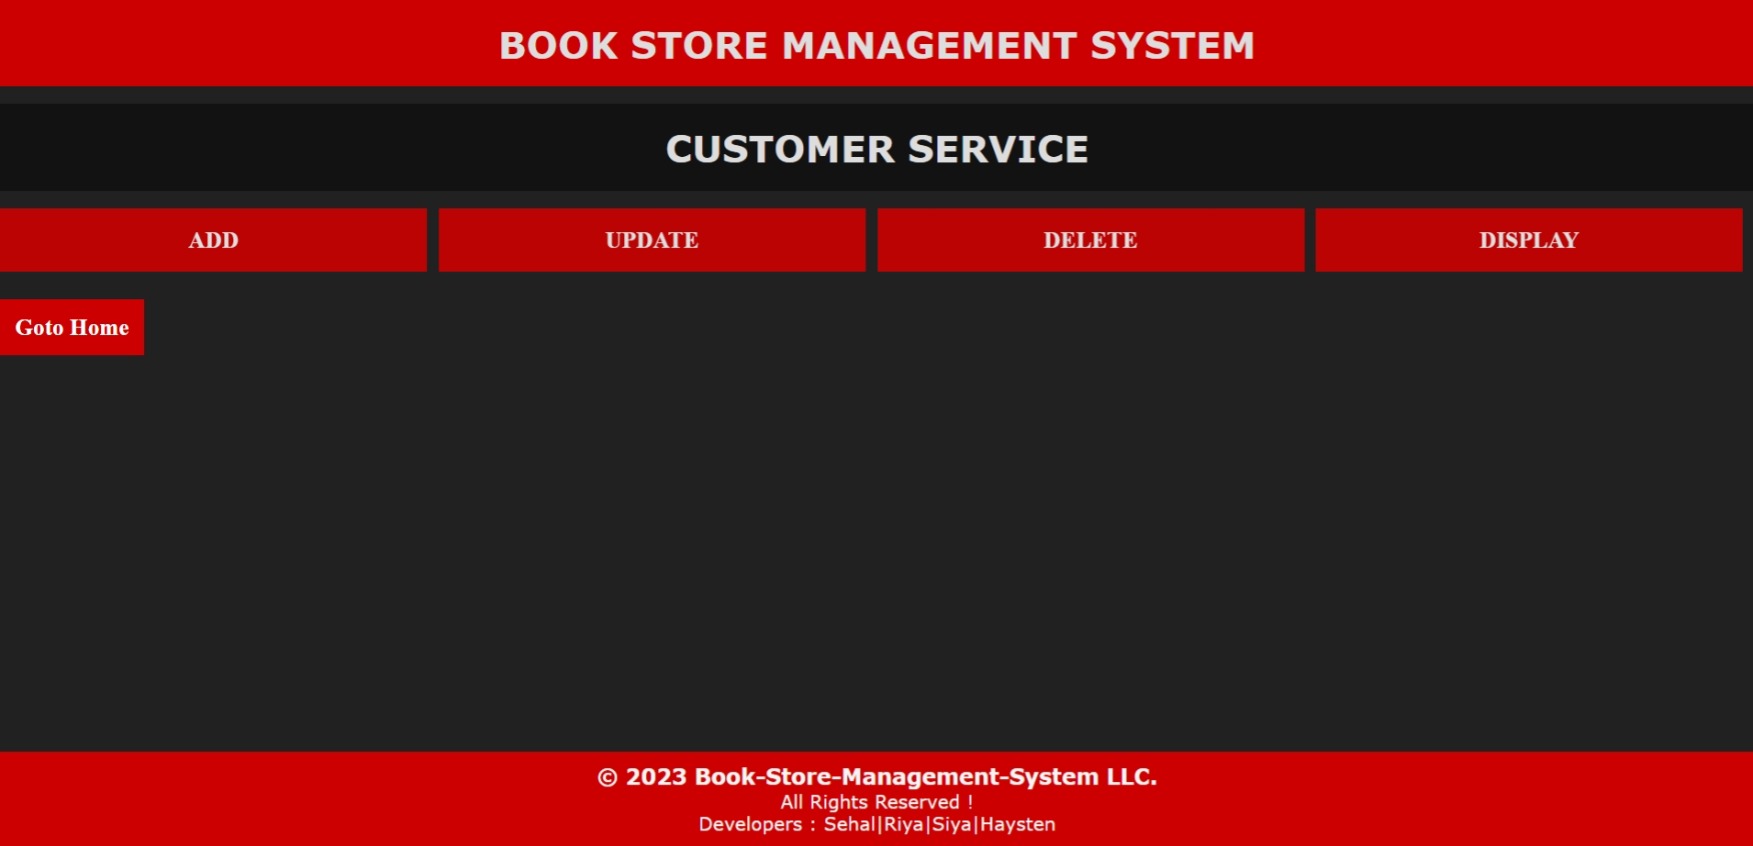 BOOK STORE MANAGEMENT SYSTEM
CUSTOMER SERVICE
ADD UPDATE DELETE DISPLAY
Goto Home
© 2023 Book-Store-Management-System LLC.
All Rights Reserved !
Developers : Sehal|Riya|Siya|Haysten